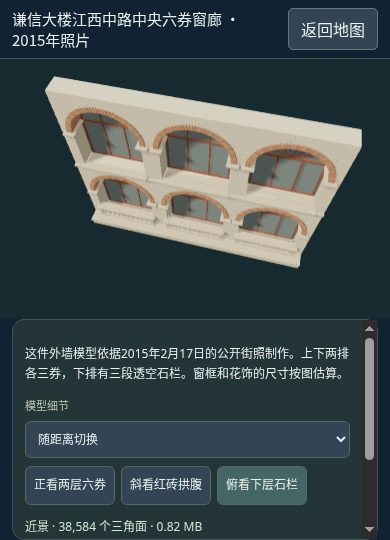 谦信大楼江西中路中央六券窗廊 ·
2015年照片
返回地图
这件外墙模型依据2015年2月17日的公开街照制作。上下两排
各三券，下排有三段透空石栏。窗框和花饰的尺寸按图估算。
模型细节
随距离切换
正看两层六券
斜看红砖拱腹
俯看下层石栏
近景 · 38,584 个三角面 · 0.82 MB